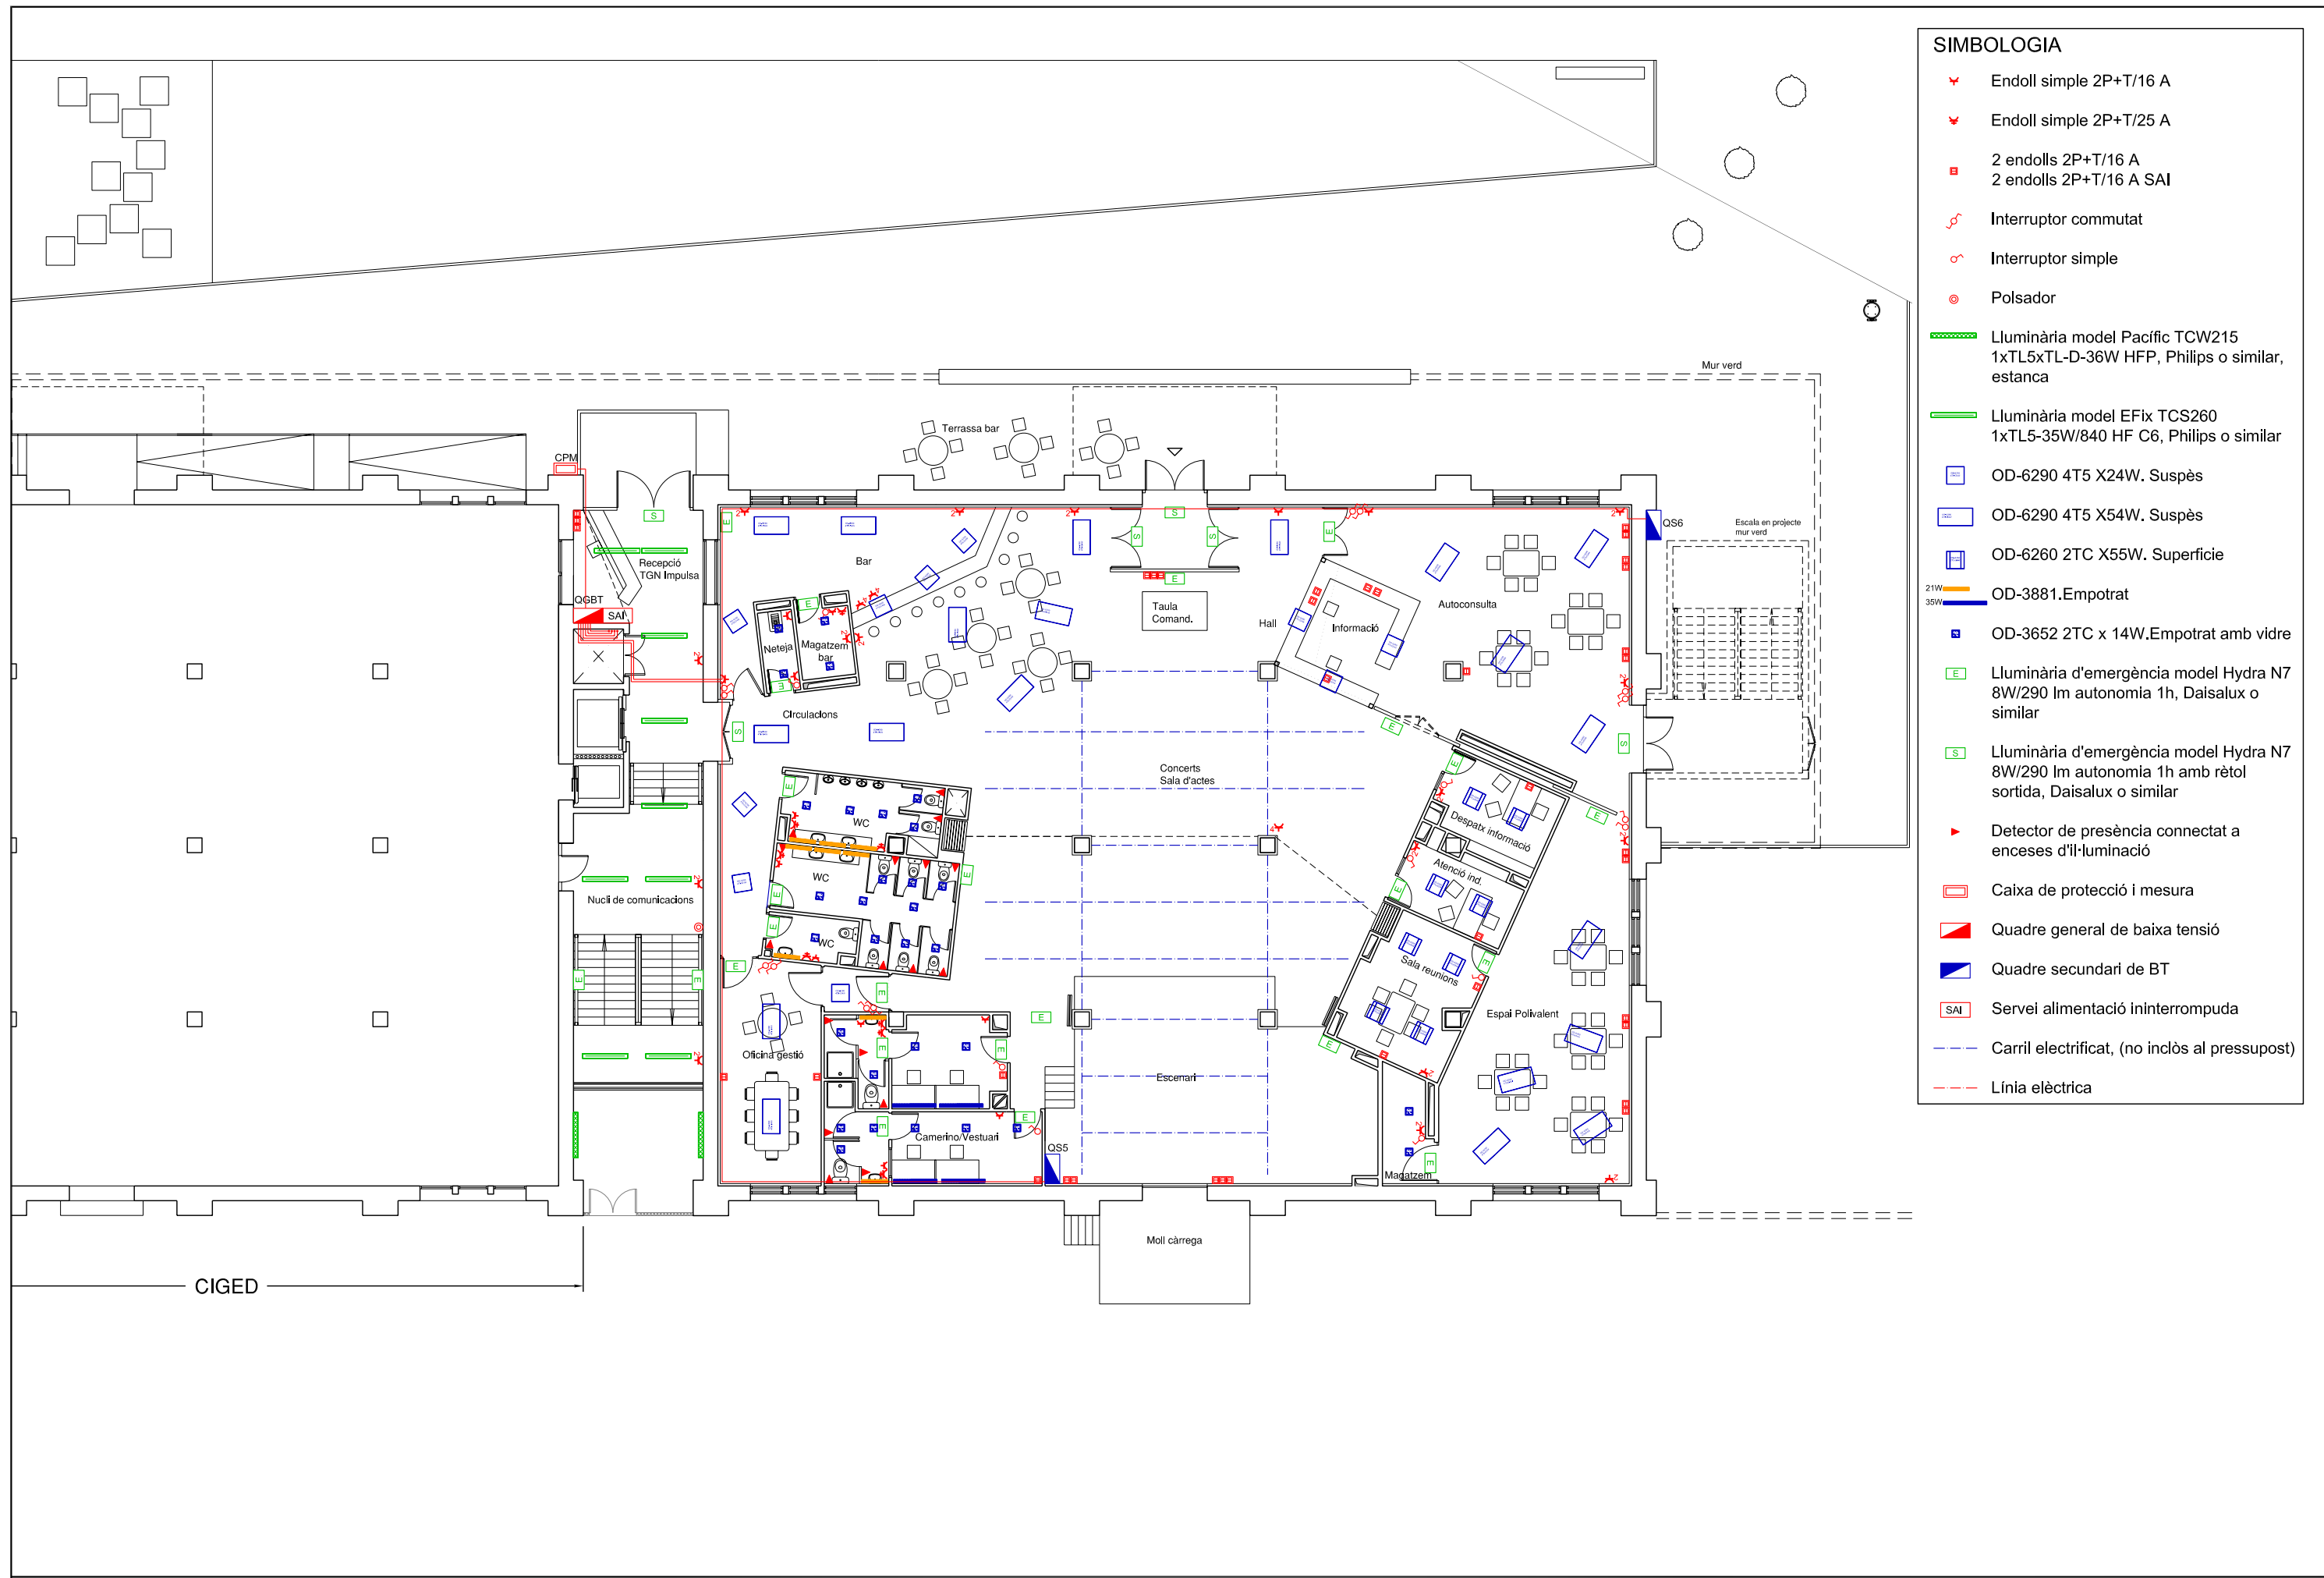 SIMBOLOGIA
Endoll simple 2P+T/16 A
Endoll simple 2P+T/25 A
2 endolls 2P+T/16 A
2 endolls 2P+T/16 A SAI
Interruptor commutat
Interruptor simple
Polsador
Lluminària model Pacífic TCW215
1xTL5xTL-D-36W HFP, Philips o similar,
estanca
Lluminària model EFix TCS260
1xTL5-35W/840 HF C6, Philips o similar
OD-6290 4T5 X24W. Suspès
OD-6290 4T5 X54W. Suspès
OD-6260 2TC X55W. Superfície
21W
35W
OD-3881.Empotrat
OD-3652 2TC x 14W.Empotrat amb vidre
E
Lluminària d'emergència model Hydra N7
8W/290 lm autonomia 1h, Daisalux o
similar
S
Lluminària d'emergència model Hydra N7
8W/290 lm autonomia 1h amb rètol
sortida, Daisalux o similar
Detector de presència connectat a
enceses d'il·luminació
Caixa de protecció i mesura
Quadre general de baixa tensió
Quadre secundari de BT
SAI
Servei alimentació ininterrompuda
Carril electrificat, (no inclòs al pressupost)
Línia elèctrica
Mur verd
Terrassa bar
CPM
QS6
Escala en projecte
mur verd
Recepció
TGN Impulsa
Bar
QGBT
SAI
Taula
Comand.
Hall
Informació
Autoconsulta
Neteja
Magatzem
bar
Circulacions
Concerts
Sala d'actes
WC
Despatx informació
WC
Atenció ind.
Nucli de comunicacions
WC
Sala reunions
Espai Polivalent
Oficina gestió
Escenari
Camerino/Vestuari
QS5
Magatzem
Moll càrrega
CIGED